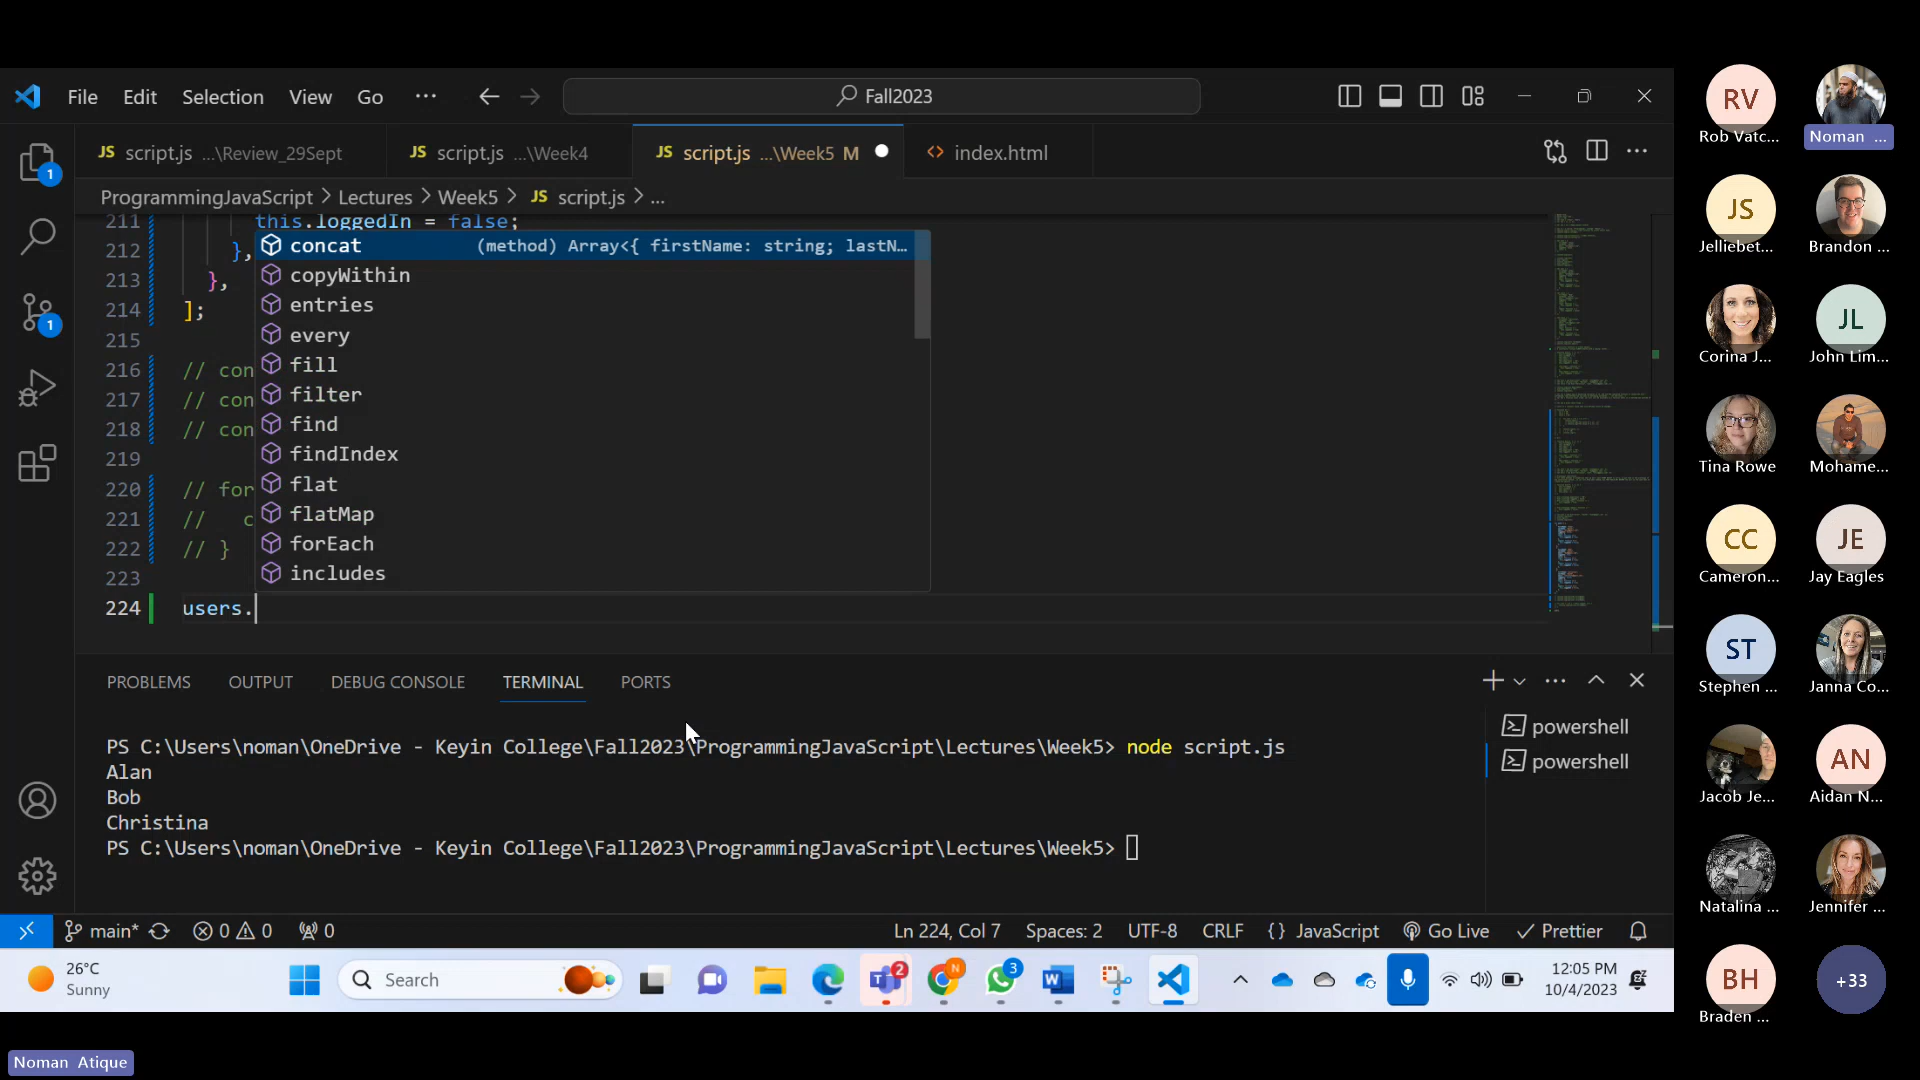 File Edit Selection View Go ··· Fall2023
JS script.js ...\Review_29Sept JS script.js ...\Week4 JS script.js ...\Week5 M <> index.html
ProgrammingJavaScript > Lectures > Week5 > JS script.js > ...
211 this.loggedIn = false;
212 },
213 },
214 ];
215
216 // con
217 // con
218 // con
219
220 // for
221 // c
222 // }
223
224 users.
concat (method) Array<{ firstName: string; lastN…
copyWithin
entries
every
fill
filter
find
findIndex
flat
flatMap
forEach
includes
1
1
PROBLEMS OUTPUT DEBUG CONSOLE TERMINAL PORTS
PS C:\Users\noman\OneDrive - Keyin College\Fall2023\ProgrammingJavaScript\Lectures\Week5> node script.js
Alan
Bob
Christina
PS C:\Users\noman\OneDrive - Keyin College\Fall2023\ProgrammingJavaScript\Lectures\Week5>
powershell
powershell
main* 0 0 0 Ln 224, Col 7 Spaces: 2 UTF-8 CRLF {} JavaScript Go Live Prettier
26°C
Sunny
Search
2
N
3
12:05 PM
10/4/2023
RV
Rob Vatc... Noman ...
JS
Jelliebet... Brandon ...
JL
Corina J... John Lim...
Tina Rowe Mohame...
CC JE
Cameron... Jay Eagles
ST
Stephen ... Janna Co...
AN
Jacob Je... Aidan N...
Natalina ... Jennifer ...
BH +33
Braden ...
Noman Atique